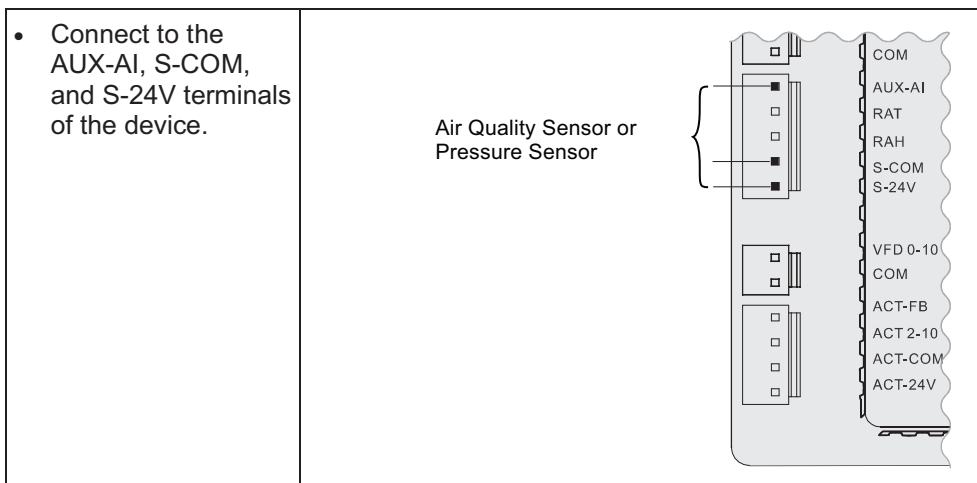 • Connect to the
AUX-AI, S-COM,
and S-24V terminals
of the device.
Air Quality Sensor or
Pressure Sensor
COM
AUX-AI
RAT
RAH
S-COM
S-24V
VFD 0-10
COM
ACT-FB
ACT 2-10
ACT-COM
ACT-24V